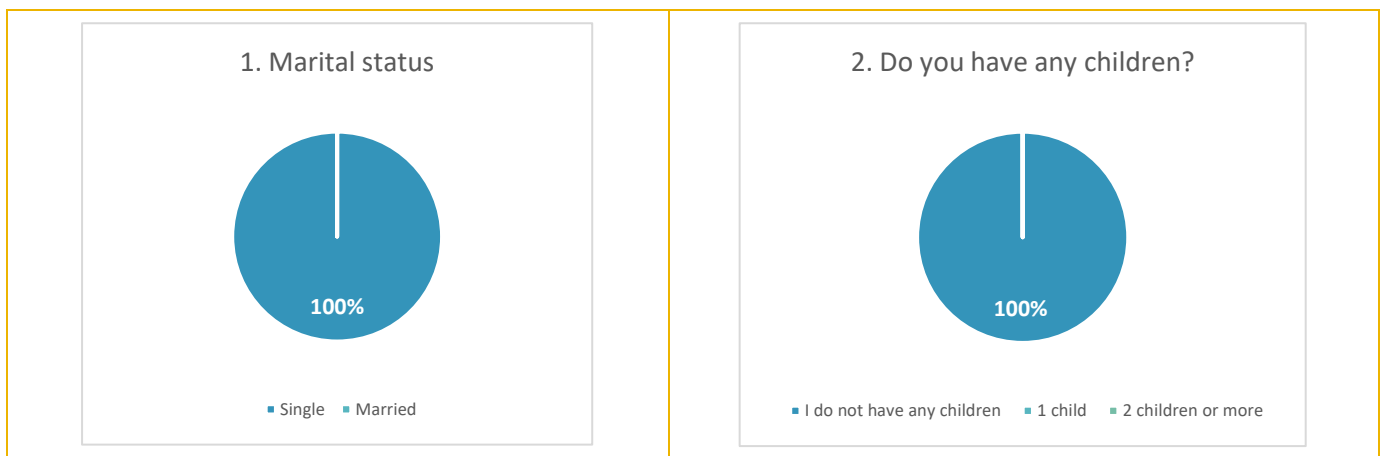 1. Marital status
100%
Single Married
2. Do you have any children?
100%
I do not have any children 1 child 2 children or more